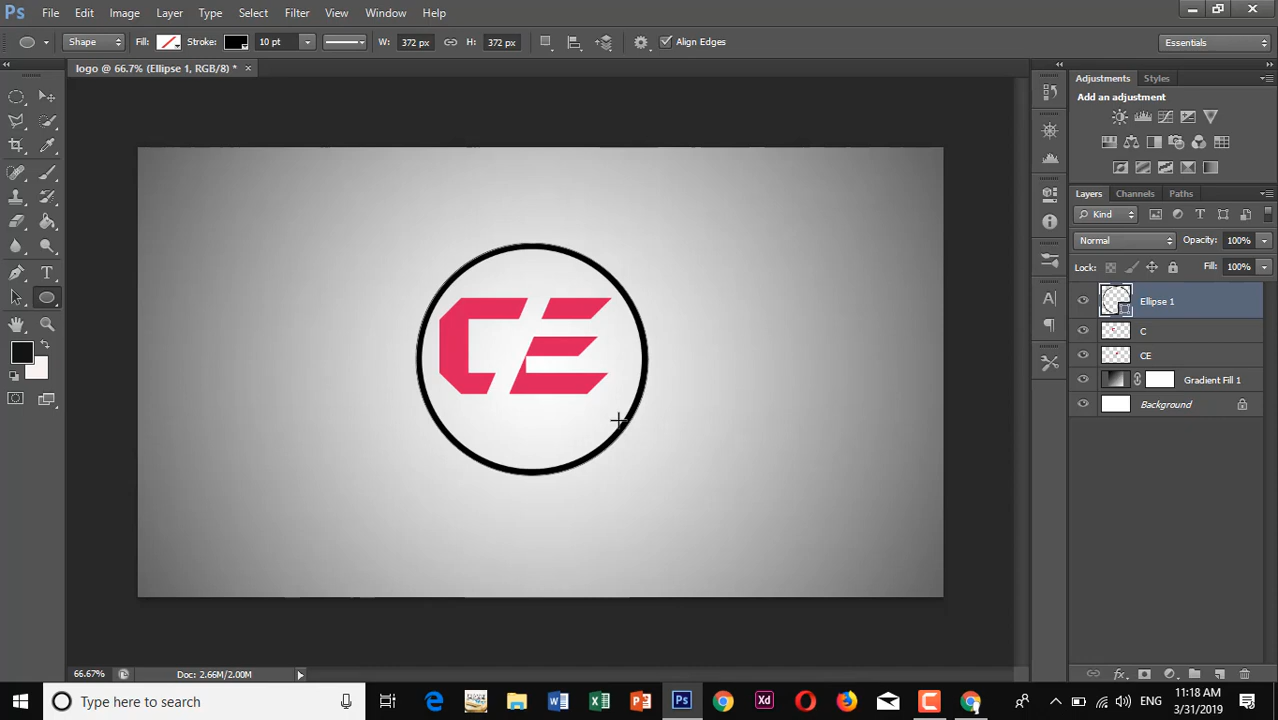 Ps File Edit Image Layer Type Select Filter View Window Help
Shape Fill: Stroke: 10 pt W: 372 px H: 372 px Align Edges Essentials
logo @ 66.7% (Ellipse 1, RGB/8) * ×
Adjustments Styles
Add an adjustment
Layers Channels Paths
Kind
Normal Opacity: 100%
Lock: Fill: 100%
Ellipse 1
C
CE
Gradient Fill 1
Background
CE
66.67% Doc: 2.66M/2.00M
Type here to search
Xd
ENG
11:18 AM
3/31/2019